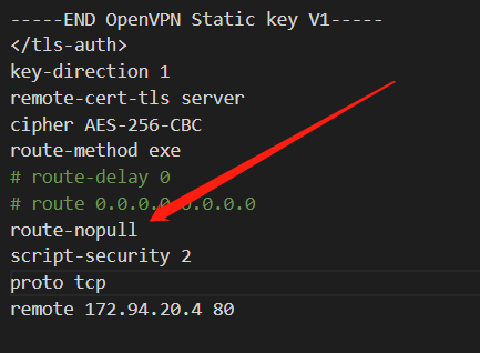 -----END OpenVPN Static key V1-----
</tls-auth>
key-direction 1
remote-cert-tls server
cipher AES-256-CBC
route-method exe
# route-delay 0
# route 0.0.0.0 0.0.0.0
route-nopull
script-security 2
proto tcp
remote 172.94.20.4 80